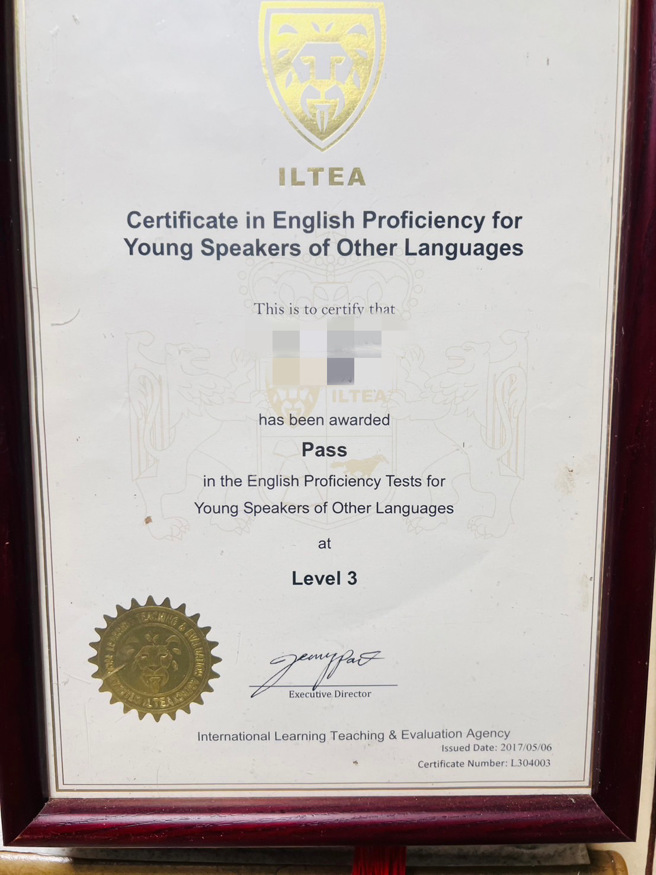 ILTEA
Certificate in English Proficiency for
Young Speakers of Other Languages
This is to certify that
ILTEA
has been awarded
Pass
in the English Proficiency Tests for
Young Speakers of Other Languages
at
Level 3
Executive Director
International Learning Teaching & Evaluation Agency
Issued Date: 2017/05/06
Certificate Number: L304003